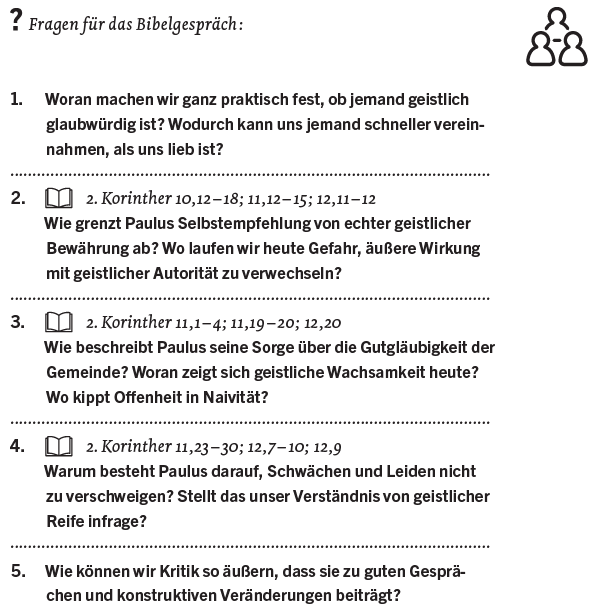 ? Fragen für das Bibelgespräch:
1. Woran machen wir ganz praktisch fest, ob jemand geistlich
glaubwürdig ist? Wodurch kann uns jemand schneller verein-
nahmen, als uns lieb ist?
2. 2. Korinther 10,12–18; 11,12–15; 12,11–12
Wie grenzt Paulus Selbstempfehlung von echter geistlicher
Bewährung ab? Wo laufen wir heute Gefahr, äußere Wirkung
mit geistlicher Autorität zu verwechseln?
3. 2. Korinther 11,1–4; 11,19–20; 12,20
Wie beschreibt Paulus seine Sorge über die Gutgläubigkeit der
Gemeinde? Woran zeigt sich geistliche Wachsamkeit heute?
Wo kippt Offenheit in Naivität?
4. 2. Korinther 11,23–30; 12,7–10; 12,9
Warum besteht Paulus darauf, Schwächen und Leiden nicht
zu verschweigen? Stellt das unser Verständnis von geistlicher
Reife infrage?
5. Wie können wir Kritik so äußern, dass sie zu guten Gesprä-
chen und konstruktiven Veränderungen beiträgt?